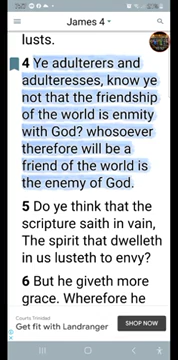 James 4
lusts.
4 Ye adulterers and
adulteresses, know ye
not that the friendship
of the world is enmity
with God? whosoever
therefore will be a
friend of the world is
the enemy of God.
5 Do ye think that the
scripture saith in vain,
The spirit that dwelleth
in us lusteth to envy?
6 But he giveth more
grace. Wherefore he
Courts Trinidad
Get fit with Landranger
SHOP NOW